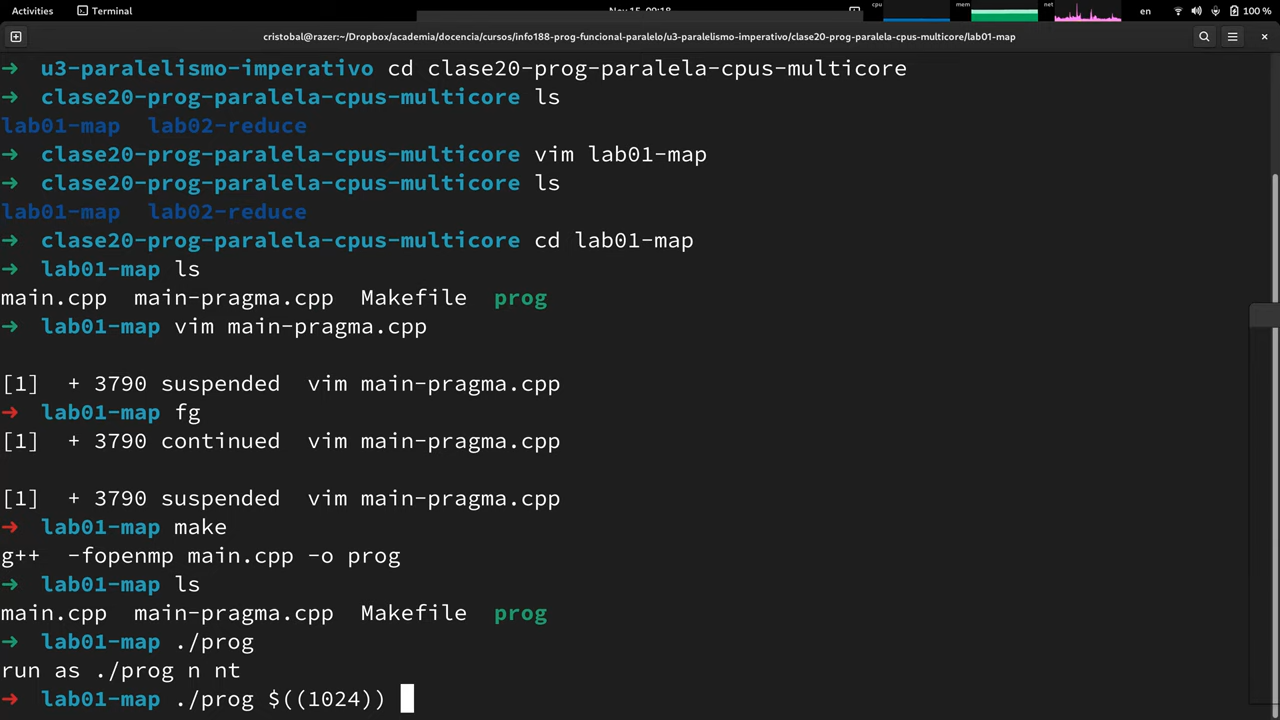 Activities Terminal Nov 15, 09:18 cpu mem net en 100 %
cristobal@razer:~/Dropbox/academia/docencia/cursos/info188-prog-funcional-paralelo/u3-paralelismo-imperativo/clase20-prog-paralela-cpus-multicore/lab01-map
➜ u3-paralelismo-imperativo cd clase20-prog-paralela-cpus-multicore
➜ clase20-prog-paralela-cpus-multicore ls
lab01-map lab02-reduce
➜ clase20-prog-paralela-cpus-multicore vim lab01-map
➜ clase20-prog-paralela-cpus-multicore ls
lab01-map lab02-reduce
➜ clase20-prog-paralela-cpus-multicore cd lab01-map
➜ lab01-map ls
main.cpp main-pragma.cpp Makefile prog
➜ lab01-map vim main-pragma.cpp
[1] + 3790 suspended vim main-pragma.cpp
➜ lab01-map fg
[1] + 3790 continued vim main-pragma.cpp
[1] + 3790 suspended vim main-pragma.cpp
➜ lab01-map make
g++ -fopenmp main.cpp -o prog
➜ lab01-map ls
main.cpp main-pragma.cpp Makefile prog
➜ lab01-map ./prog
run as ./prog n nt
➜ lab01-map ./prog $((1024))